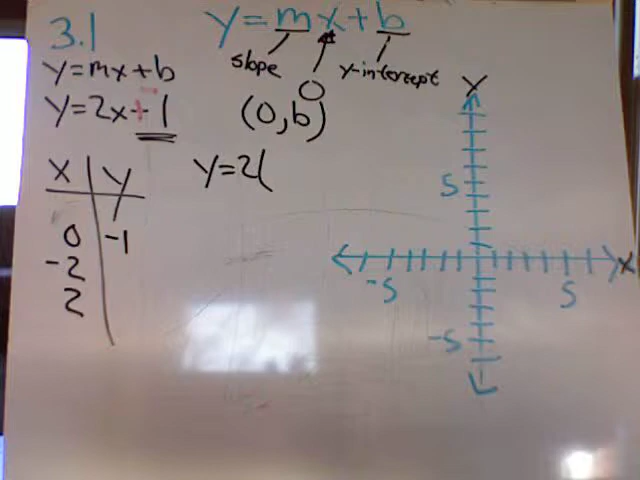 3.1
y=mx+b
slope
y-intercept
y=mx+b
y=2x+-1
0
(0,b)
x y
0 -1
-2
2
y=2(
Y
5
X
-5
5
-5